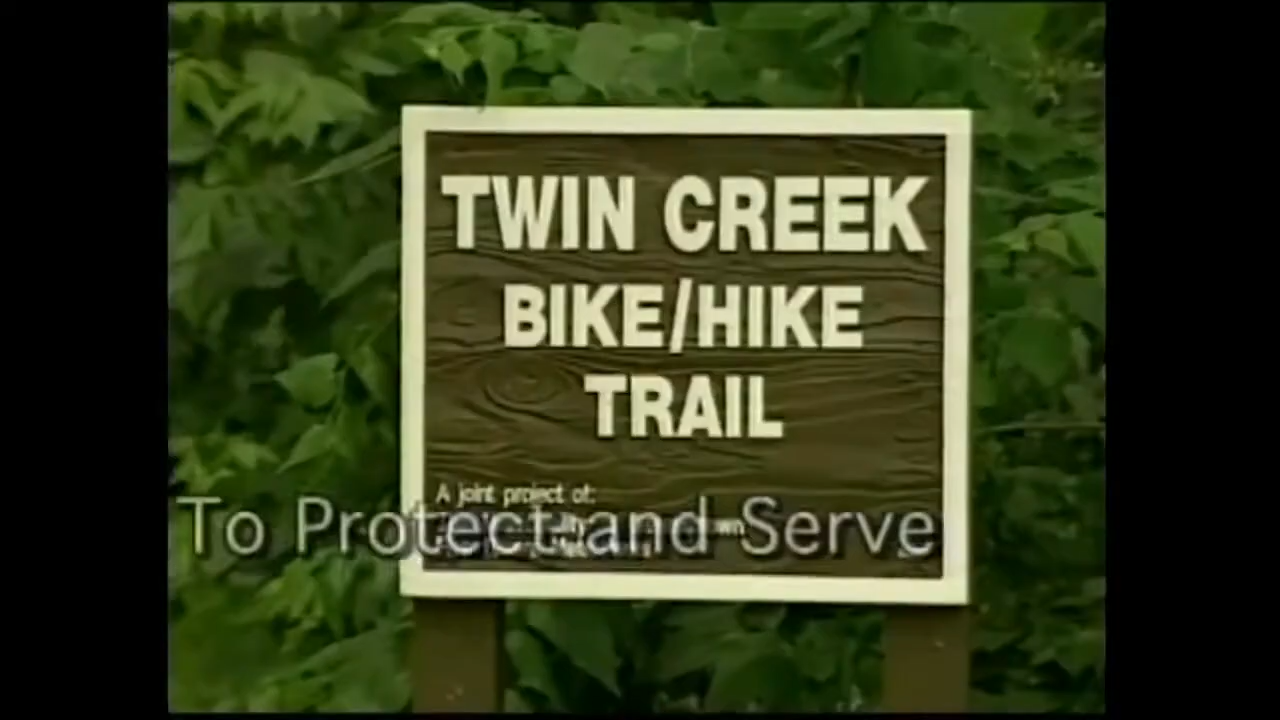 TWIN CREEK
BIKE/HIKE
TRAIL
A joint project of:
To Protect and Serve